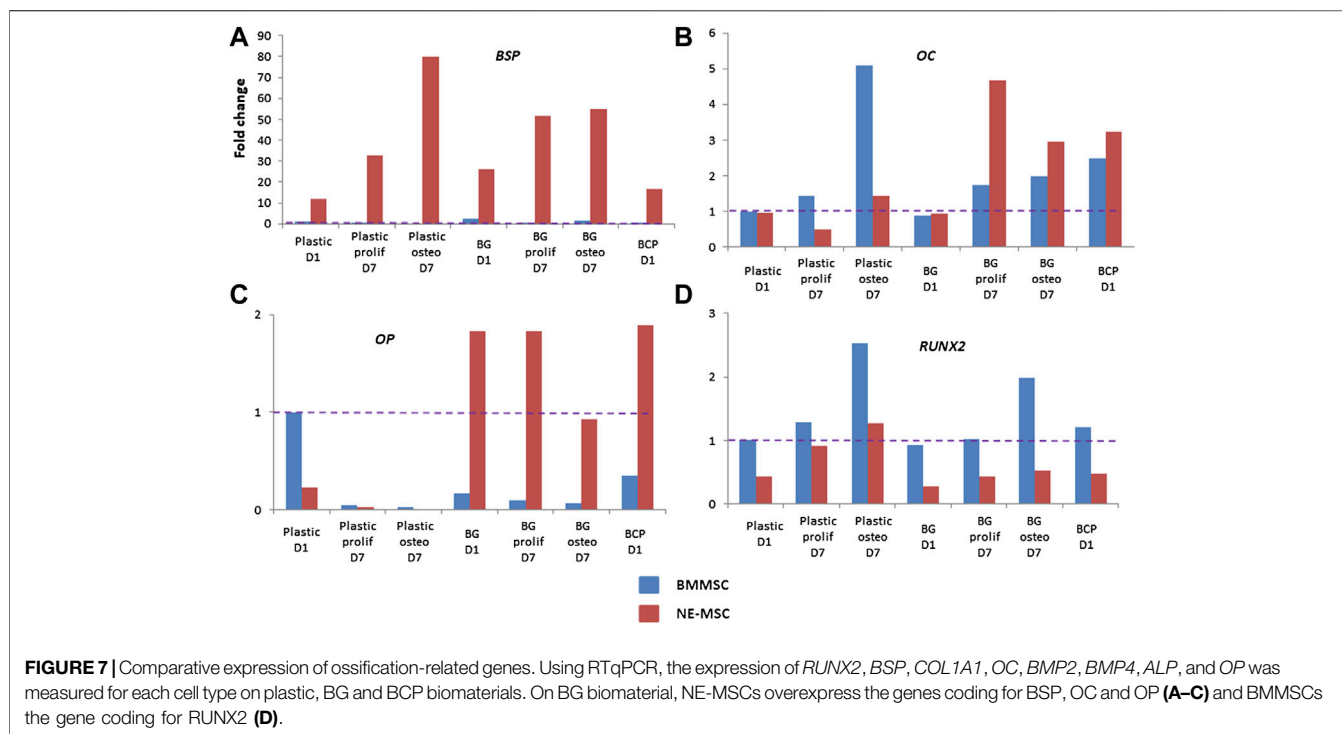 A
BSP
Fold change
90
80
70
60
50
40
30
20
10
0
Plastic D1
Plastic prolif D7
Plastic osteo D7
BG D1
BG prolif D7
BG osteo D7
BCP D1
B
OC
6
5
4
3
2
1
0
Plastic D1
Plastic prolif D7
Plastic osteo D7
BG D1
BG prolif D7
BG osteo D7
BCP D1
C
OP
2
1
0
Plastic D1
Plastic prolif D7
Plastic osteo D7
BG D1
BG prolif D7
BG osteo D7
BCP D1
D
RUNX2
3
2
1
0
Plastic D1
Plastic prolif D7
Plastic osteo D7
BG D1
BG prolif D7
BG osteo D7
BCP D1
BMMSC
NE-MSC
FIGURE 7 | Comparative expression of ossification-related genes. Using RTqPCR, the expression of RUNX2, BSP, COL1A1, OC, BMP2, BMP4, ALP, and OP was
measured for each cell type on plastic, BG and BCP biomaterials. On BG biomaterial, NE-MSCs overexpress the genes coding for BSP, OC and OP (A–C) and BMMSCs
the gene coding for RUNX2 (D).